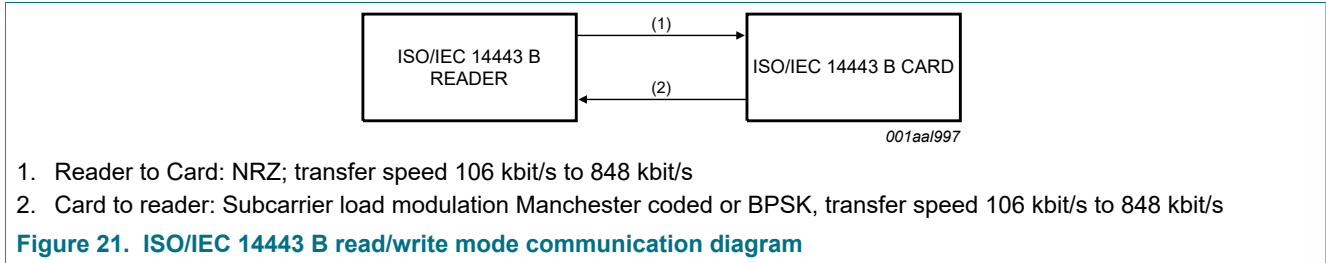 (1)
ISO/IEC 14443 B
READER
ISO/IEC 14443 B CARD
(2)
001aal997
1. Reader to Card: NRZ; transfer speed 106 kbit/s to 848 kbit/s
2. Card to reader: Subcarrier load modulation Manchester coded or BPSK, transfer speed 106 kbit/s to 848 kbit/s
Figure 21. ISO/IEC 14443 B read/write mode communication diagram